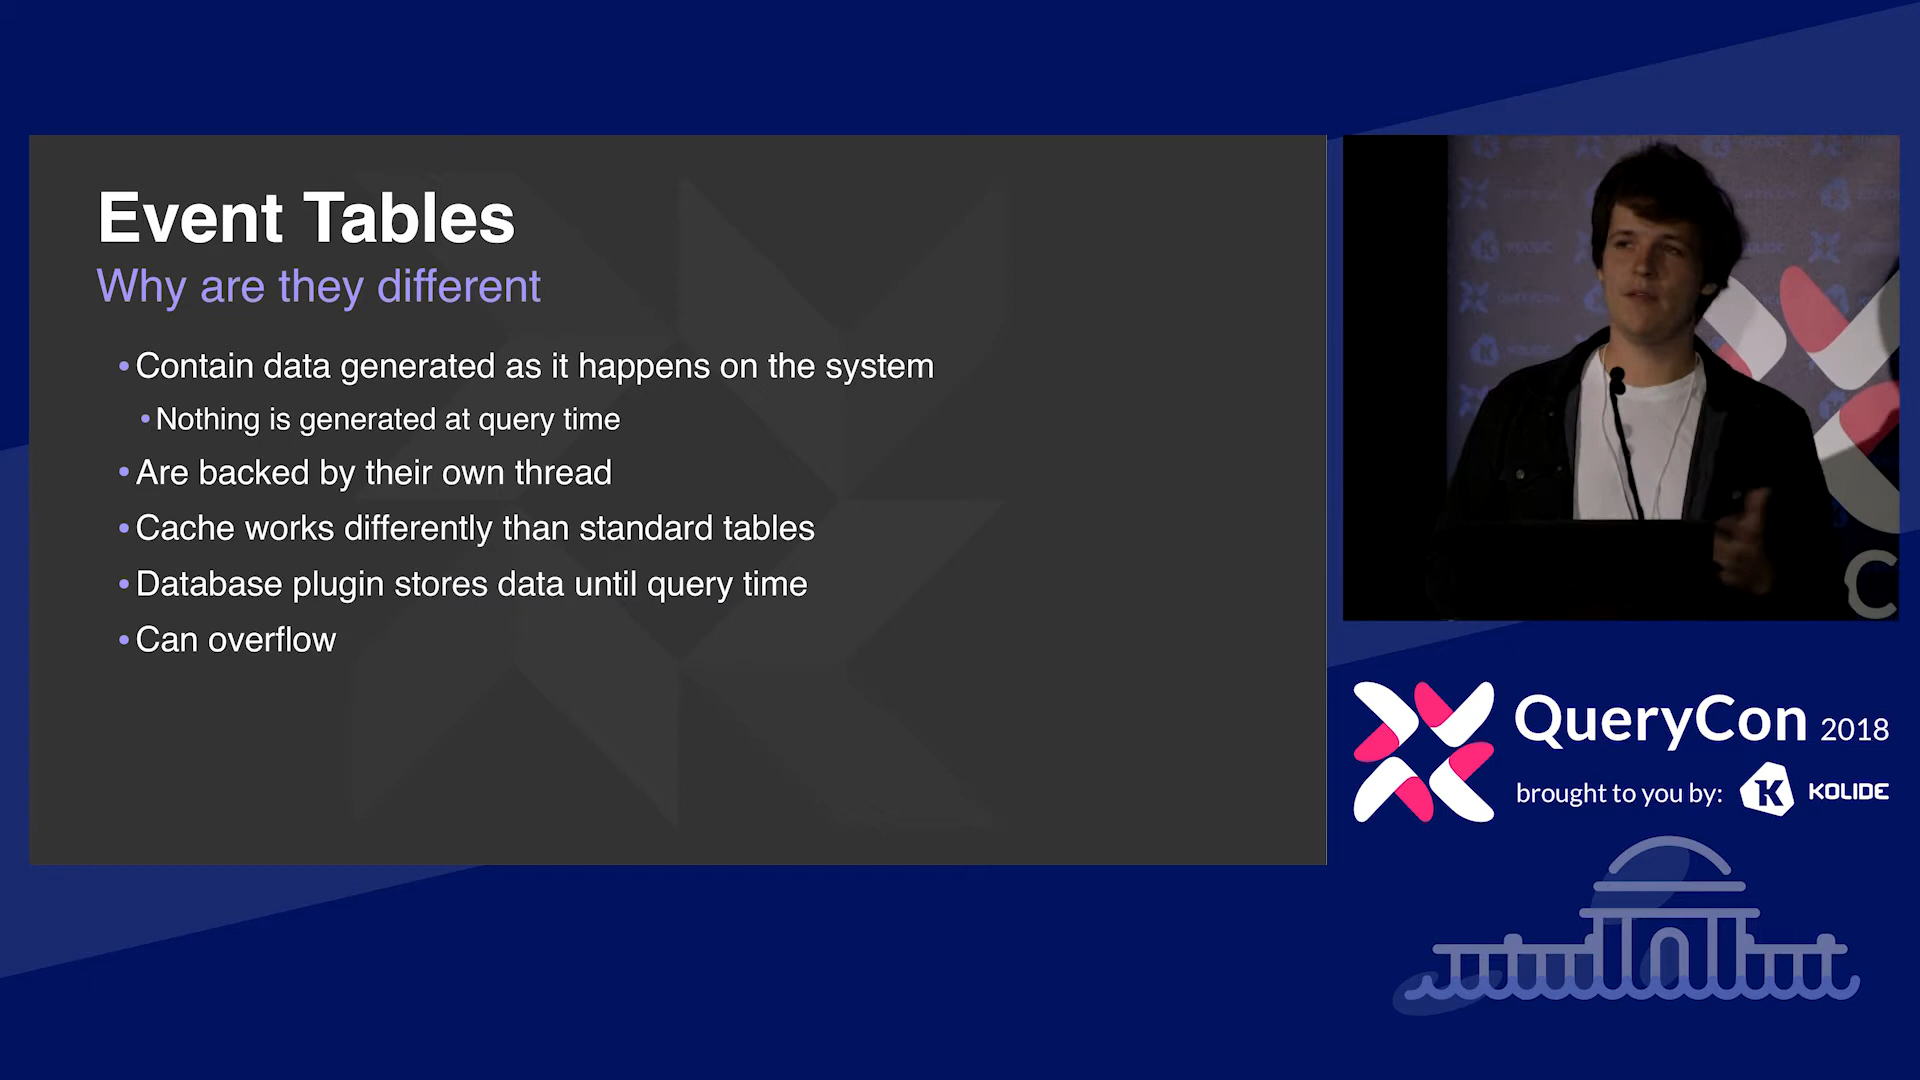 Event Tables
Why are they different
•Contain data generated as it happens on the system
•Nothing is generated at query time
•Are backed by their own thread
•Cache works differently than standard tables
•Database plugin stores data until query time
•Can overflow
QueryCon 2018
brought to you by: K KOLIDE
KOLIDE
C